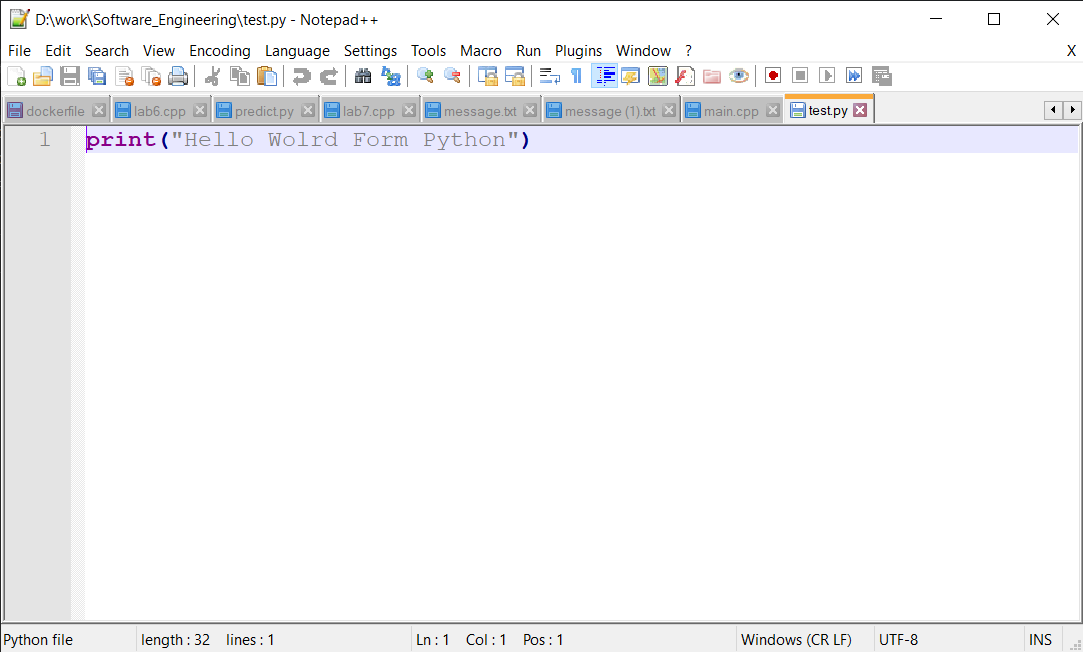 D:\work\Software_Engineering\test.py - Notepad++
File Edit Search View Encoding Language Settings Tools Macro Run Plugins Window ? X
dockerfile lab6.cpp predict.py lab7.cpp message.txt message (1).txt main.cpp test.py
1 print("Hello Wolrd Form Python")
Python file length : 32 lines : 1 Ln : 1 Col : 1 Pos : 1 Windows (CR LF) UTF-8 INS